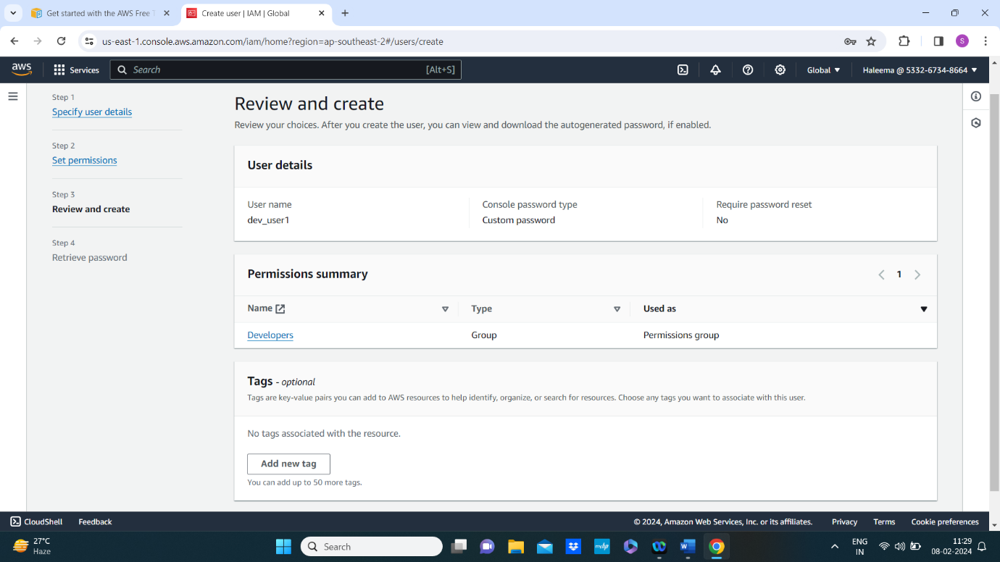 Get started with the AWS Free T
Create user | IAM | Global
us-east-1.console.aws.amazon.com/iam/home?region=ap-southeast-2#/users/create
S
aws
Services
Search
[Alt+S]
Global
Haleema @ 5332-6734-8664
Step 1
Specify user details
Step 2
Set permissions
Step 3
Review and create
Step 4
Retrieve password
Review and create
Review your choices. After you create the user, you can view and download the autogenerated password, if enabled.
User details
User name
dev_user1
Console password type
Custom password
Require password reset
No
Permissions summary
1
Name
Type
Used as
Developers
Group
Permissions group
Tags - optional
Tags are key-value pairs you can add to AWS resources to help identify, organize, or search for resources. Choose any tags you want to associate with this user.
No tags associated with the resource.
Add new tag
You can add up to 50 more tags.
CloudShell
Feedback
© 2024, Amazon Web Services, Inc. or its affiliates.
Privacy
Terms
Cookie preferences
27°C
Haze
Search
myhp
ENG
IN
11:29
08-02-2024